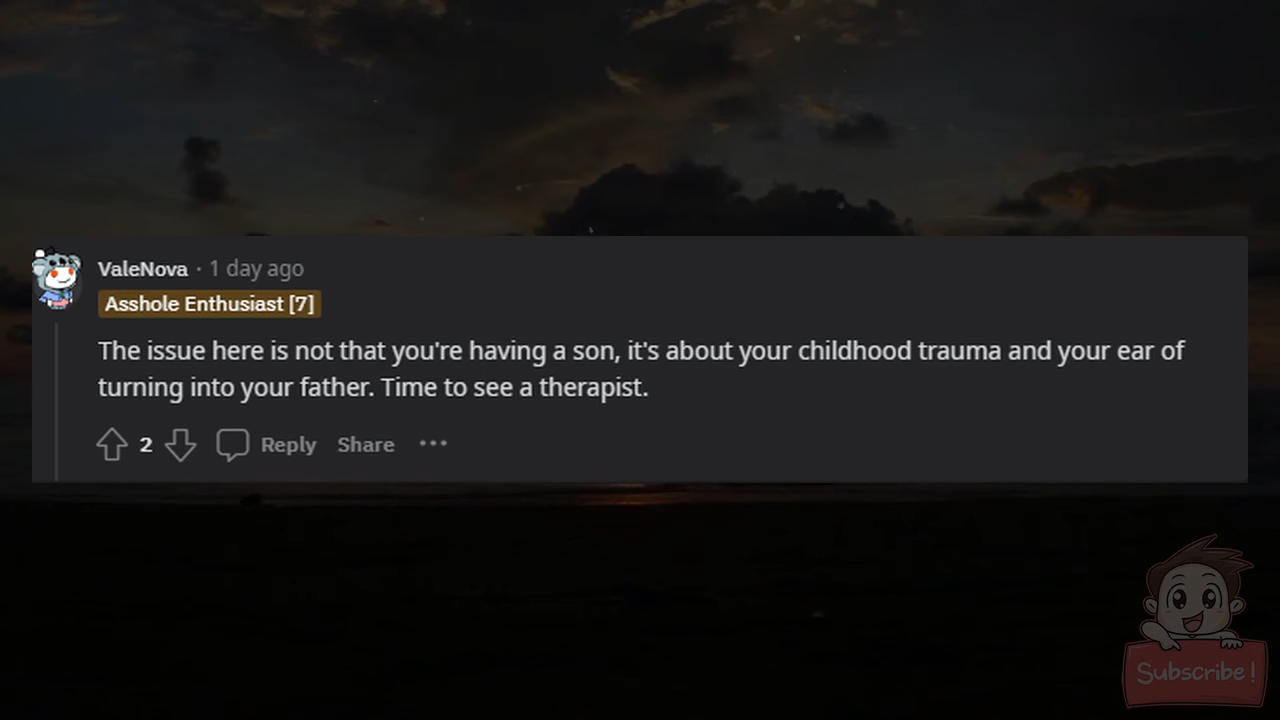 ValeNova · 1 day ago
Asshole Enthusiast [7]
The issue here is not that you're having a son, it's about your childhood trauma and your ear of
turning into your father. Time to see a therapist.
2 Reply Share ···
Subscribe!